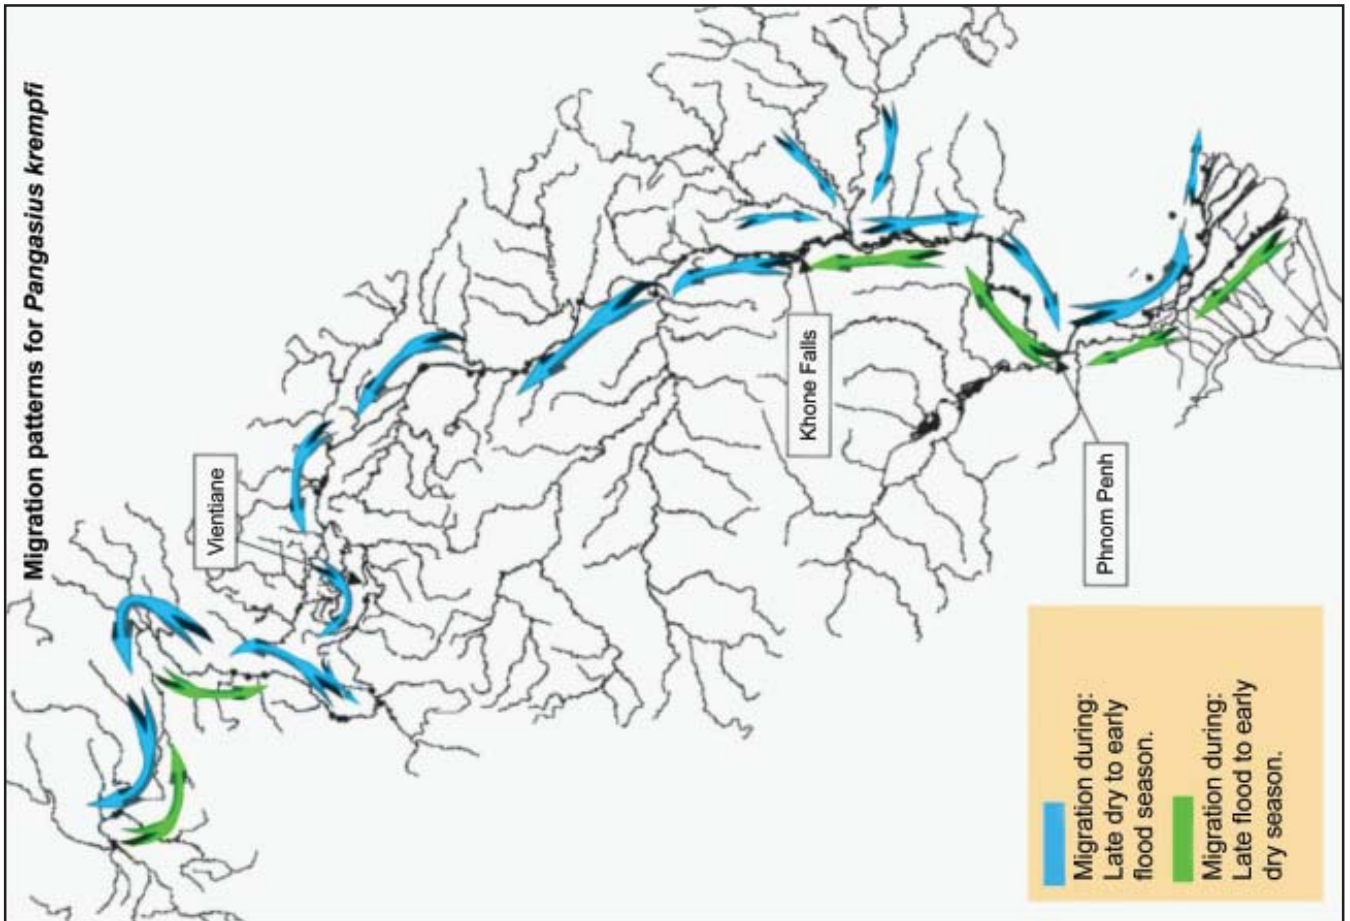 Migration patterns for Pangasius krempfi
Vientiane
Khone Falls
Phnom Penh
Migration during:
Late dry to early
flood season.
Migration during:
Late flood to early
dry season.